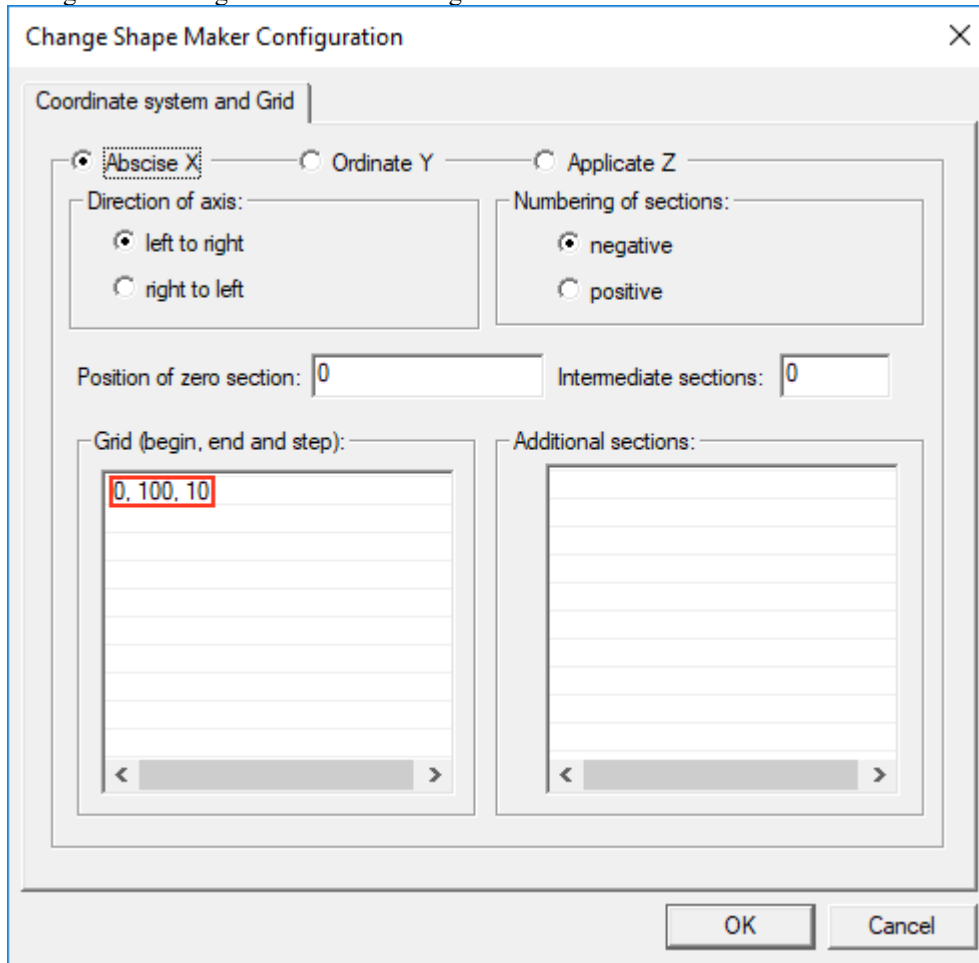 Change Shape Maker Configuration
Coordinate system and Grid
Abscise X Ordinate Y Applicate Z
Direction of axis: Numbering of sections:
left to right negative
right to left positive
Position of zero section: 0 Intermediate sections: 0
Grid (begin, end and step): Additional sections:
0, 100, 10
OK Cancel